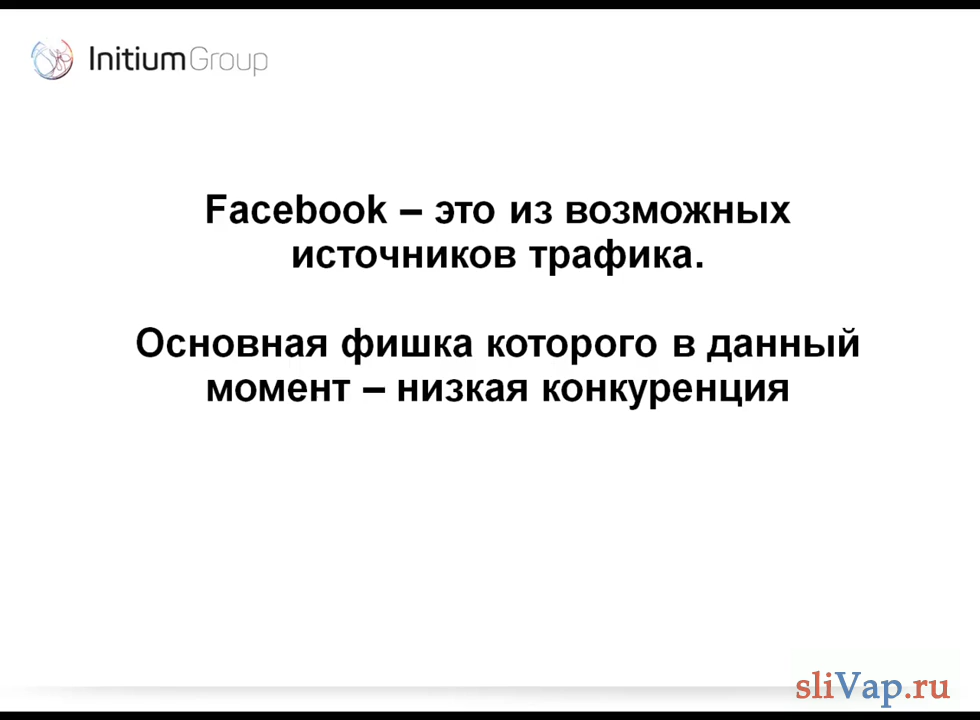 InitiumGroup
Facebook – это из возможных
источников трафика.
Основная фишка которого в данный
момент – низкая конкуренция
sliVap.ru